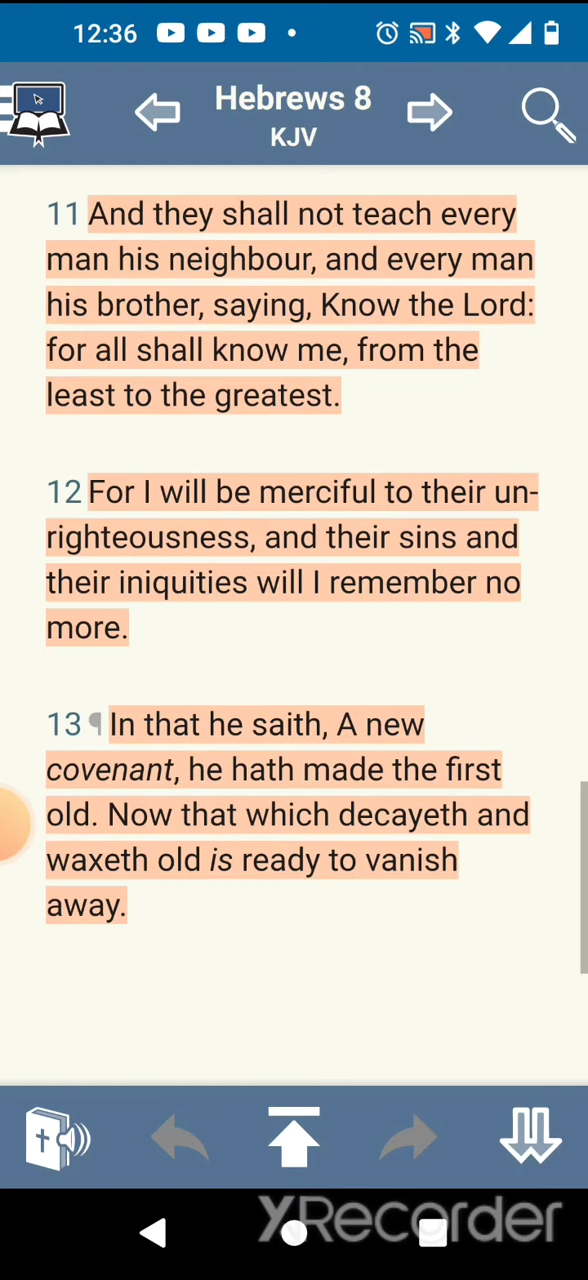 12:36
Hebrews 8
KJV
11 And they shall not teach every
man his neighbour, and every man
his brother, saying, Know the Lord:
for all shall know me, from the
least to the greatest.
12 For I will be merciful to their un-
righteousness, and their sins and
their iniquities will I remember no
more.
13 ¶ In that he saith, A new
covenant, he hath made the first
old. Now that which decayeth and
waxeth old is ready to vanish
away.
XRecorder